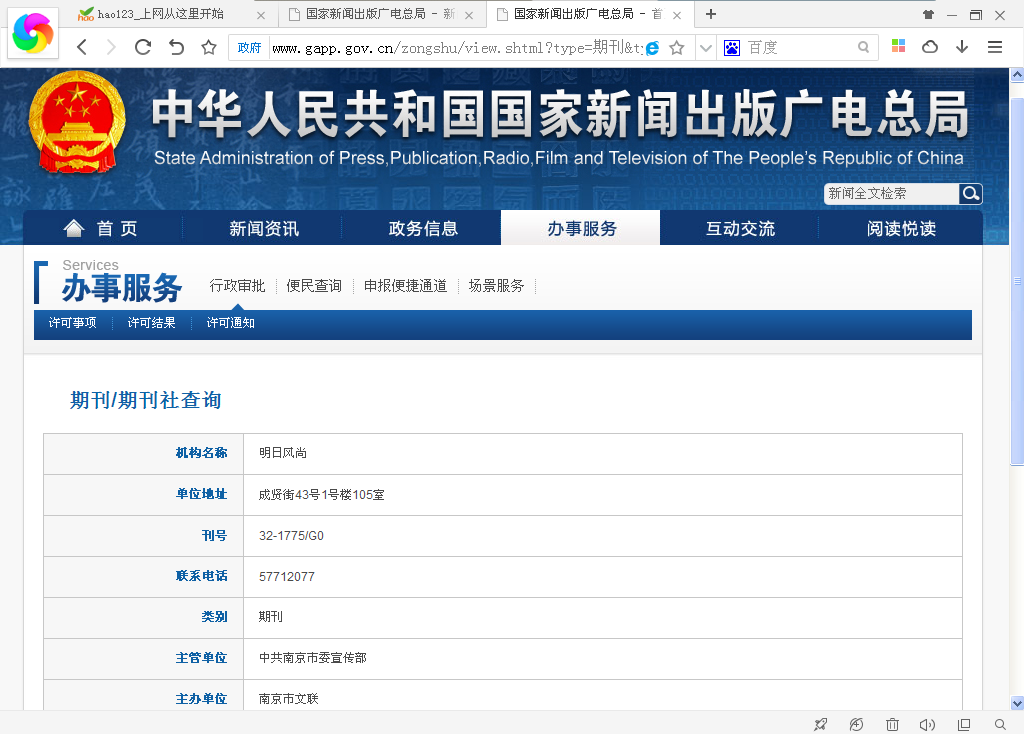 hao123_上网从这里开始
国家新闻出版广电总局 - 新
国家新闻出版广电总局 - 首
政府 www.gapp.gov.cn/zongshu/view.shtml?type=期刊&ty
百度
中华人民共和国国家新闻出版广电总局
State Administration of Press,Publication,Radio,Film and Television of The People's Republic of China
新闻全文检索
首 页 新闻资讯 政务信息 办事服务 互动交流 阅读悦读
Services
办事服务
行政审批 便民查询 申报便捷通道 场景服务
许可事项 许可结果 许可通知
期刊/期刊社查询
机构名称 明日风尚
单位地址 成贤街43号1号楼105室
刊号 32-1775/G0
联系电话 57712077
类别 期刊
主管单位 中共南京市委宣传部
主办单位 南京市文联